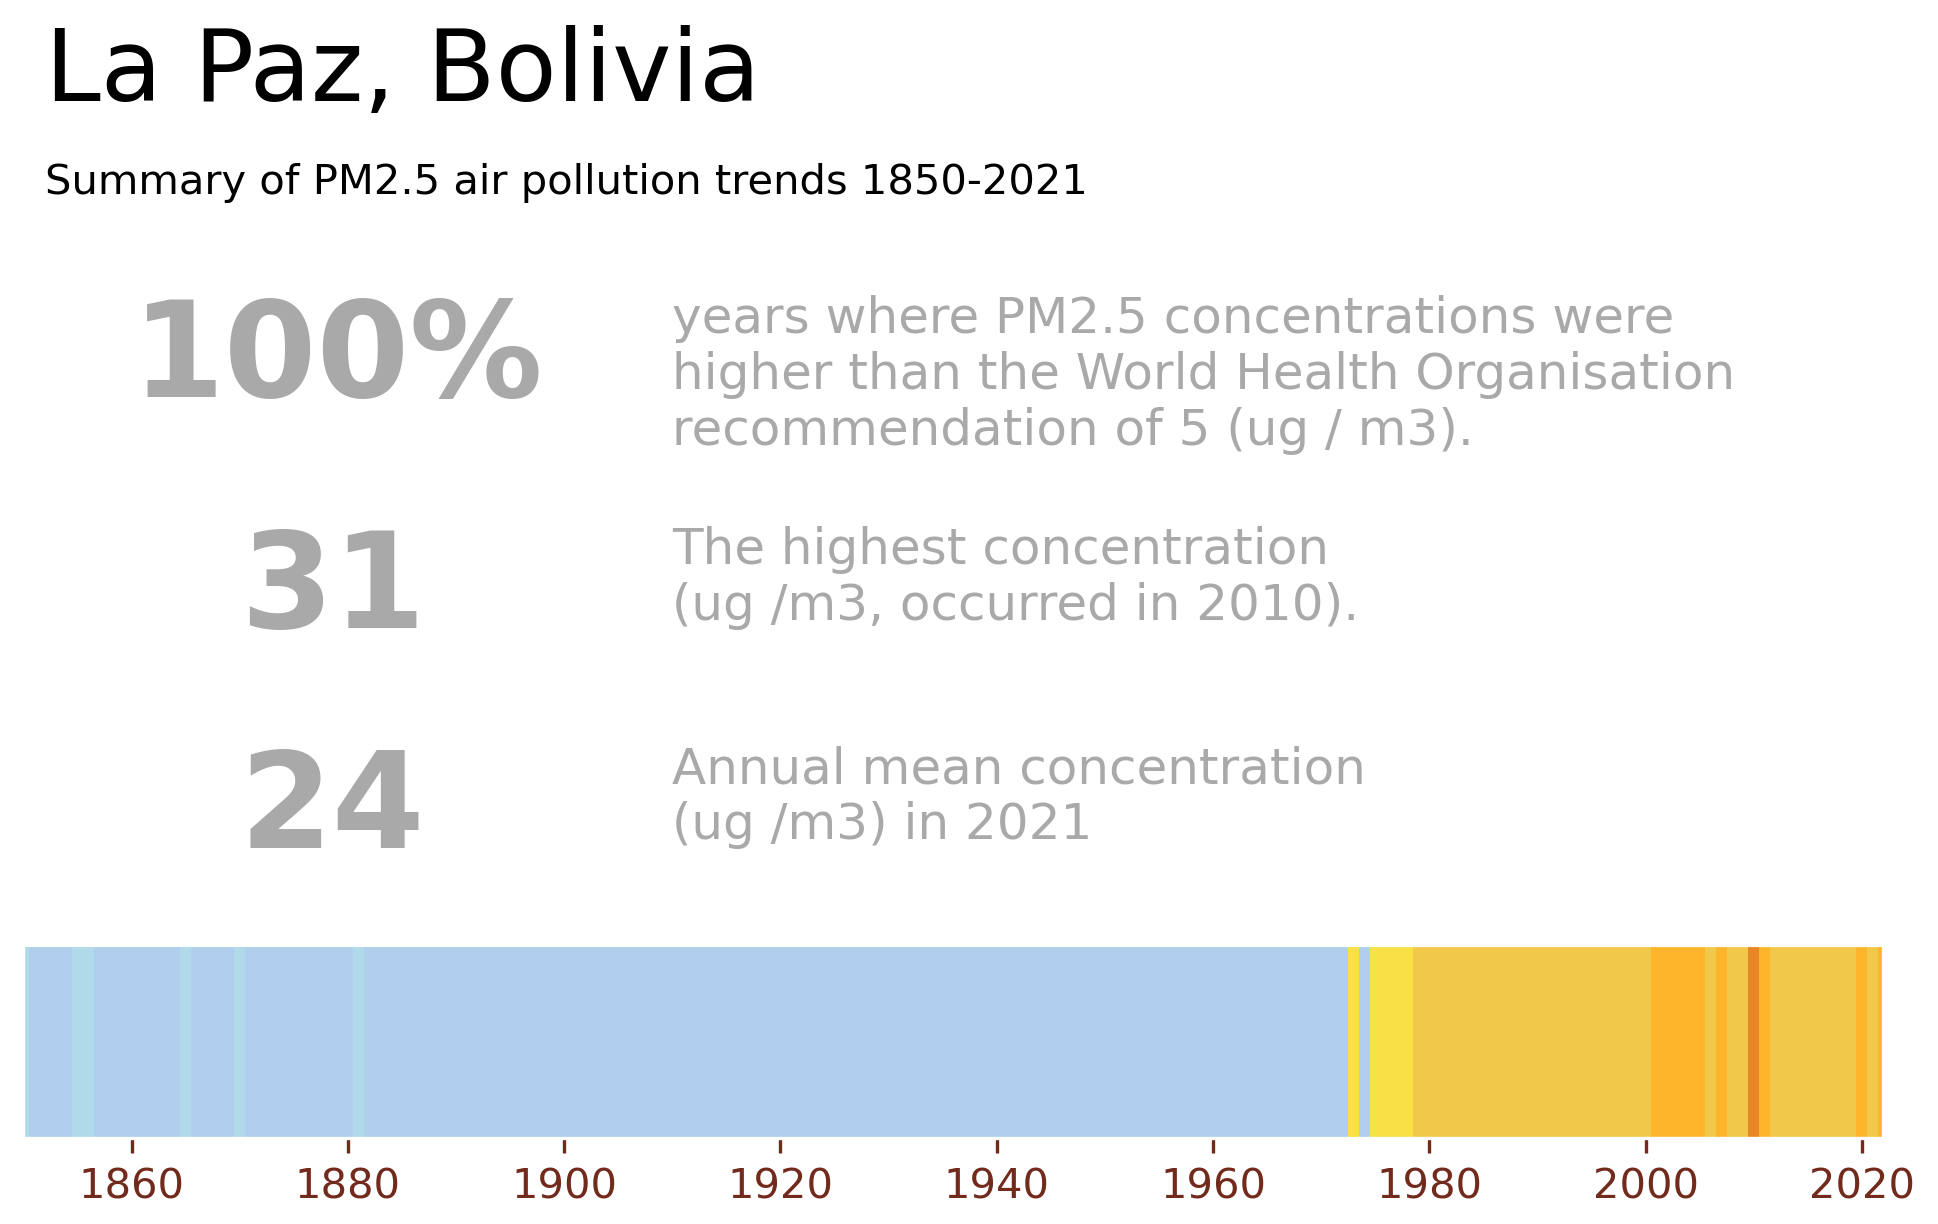 La Paz, Bolivia
Summary of PM2.5 air pollution trends 1850-2021
100%
years where PM2.5 concentrations were
higher than the World Health Organisation
recommendation of 5 (ug / m3).
31
The highest concentration
(ug /m3, occurred in 2010).
24
Annual mean concentration
(ug /m3) in 2021
1860 1880 1900 1920 1940 1960 1980 2000 2020